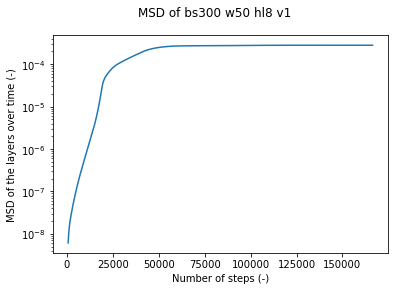 MSD of bs300 w50 hl8 v1
MSD of the layers over time (-)
10⁻⁴
10⁻⁵
10⁻⁶
10⁻⁷
10⁻⁸
0 25000 50000 75000 100000 125000 150000
Number of steps (-)